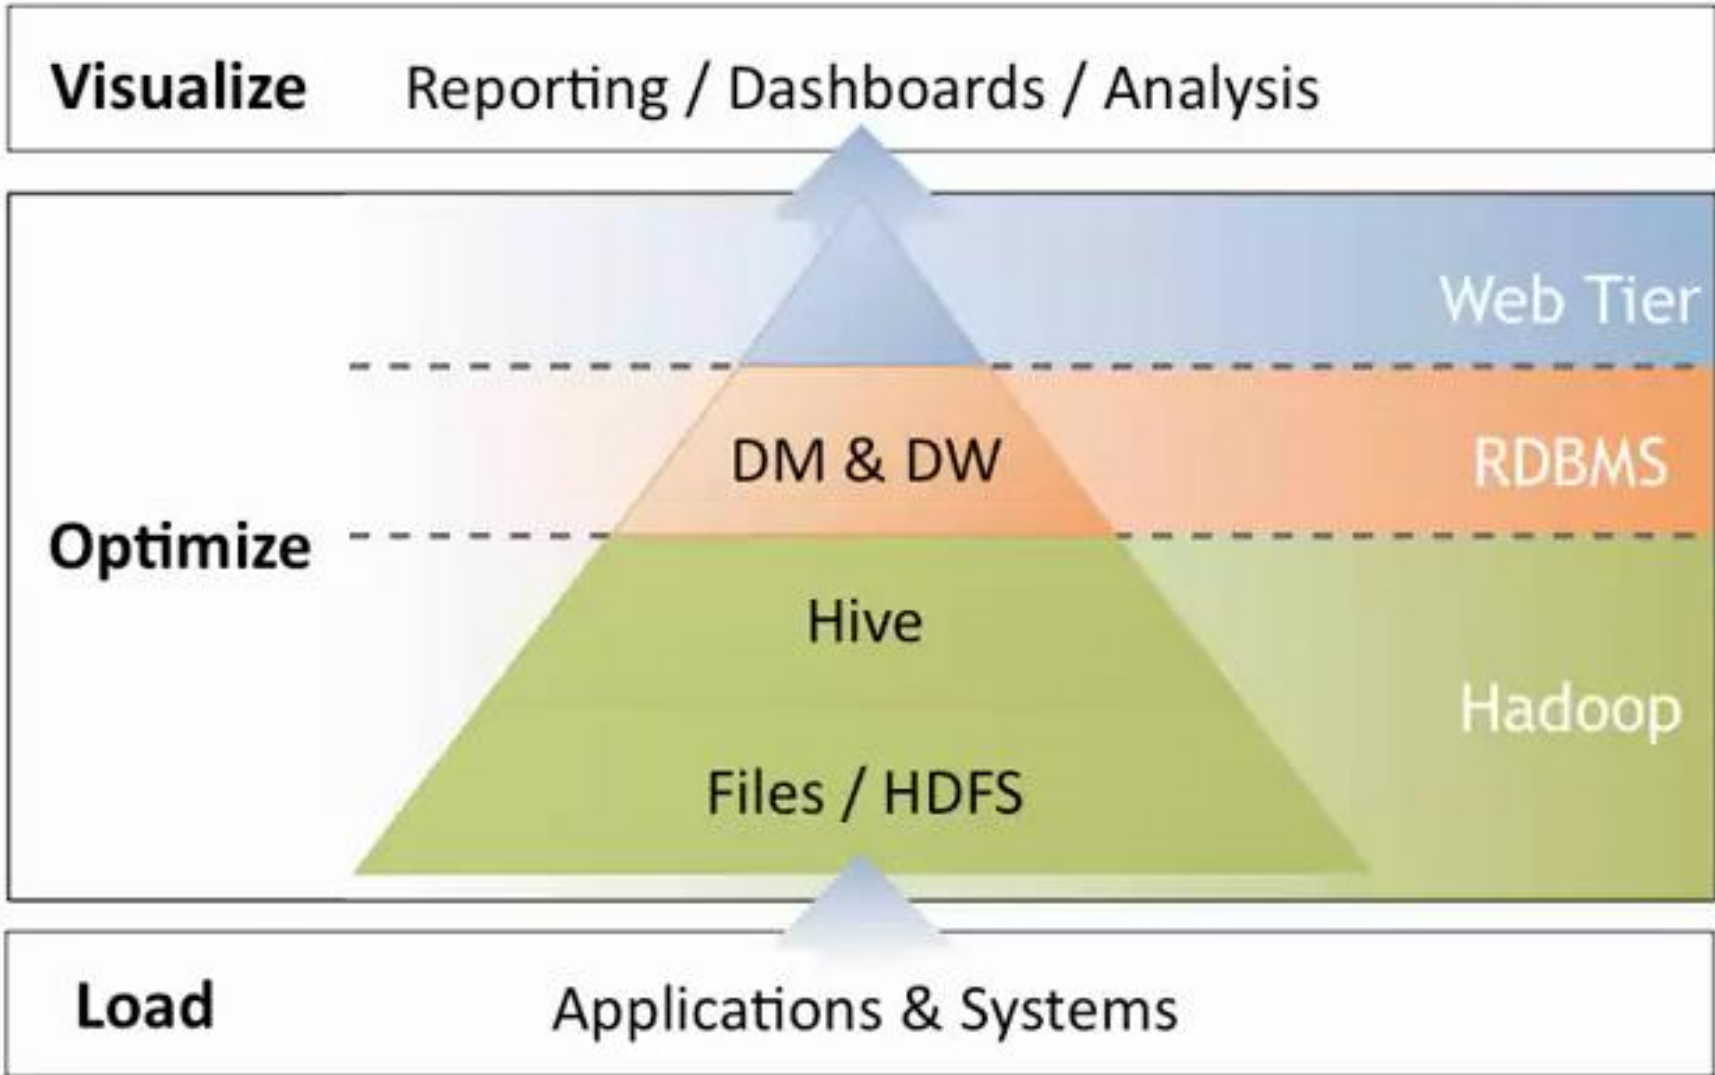 Visualize Reporting / Dashboards / Analysis
Web Tier
DM & DW RDBMS
Optimize
Hive
Hadoop
Files / HDFS
Load Applications & Systems